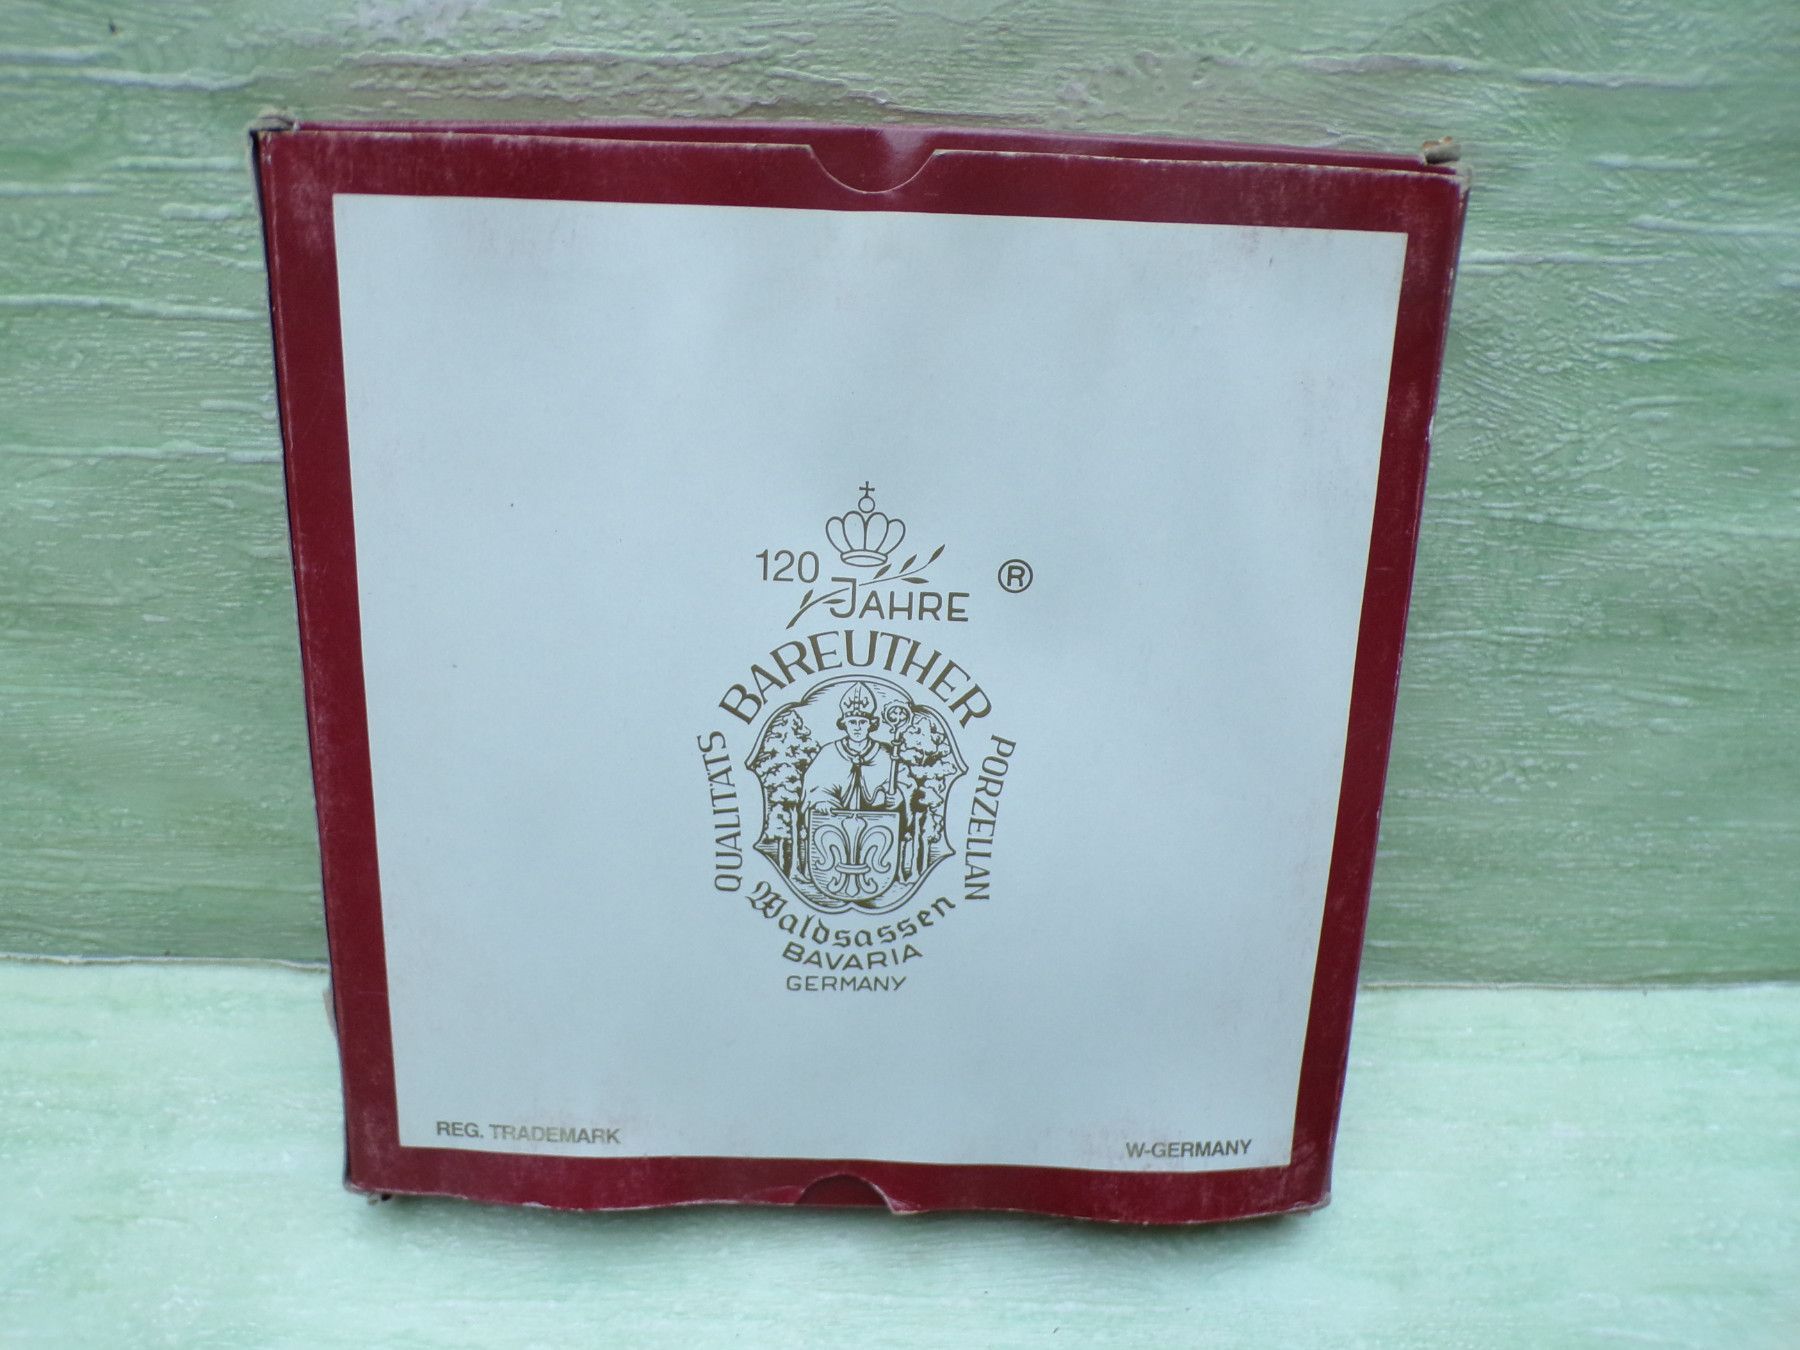 120
JAHRE ®
BAREUTHER
QUALITÄTS
PORZELLAN
Waldsassen
BAVARIA
GERMANY
REG. TRADEMARK
W-GERMANY